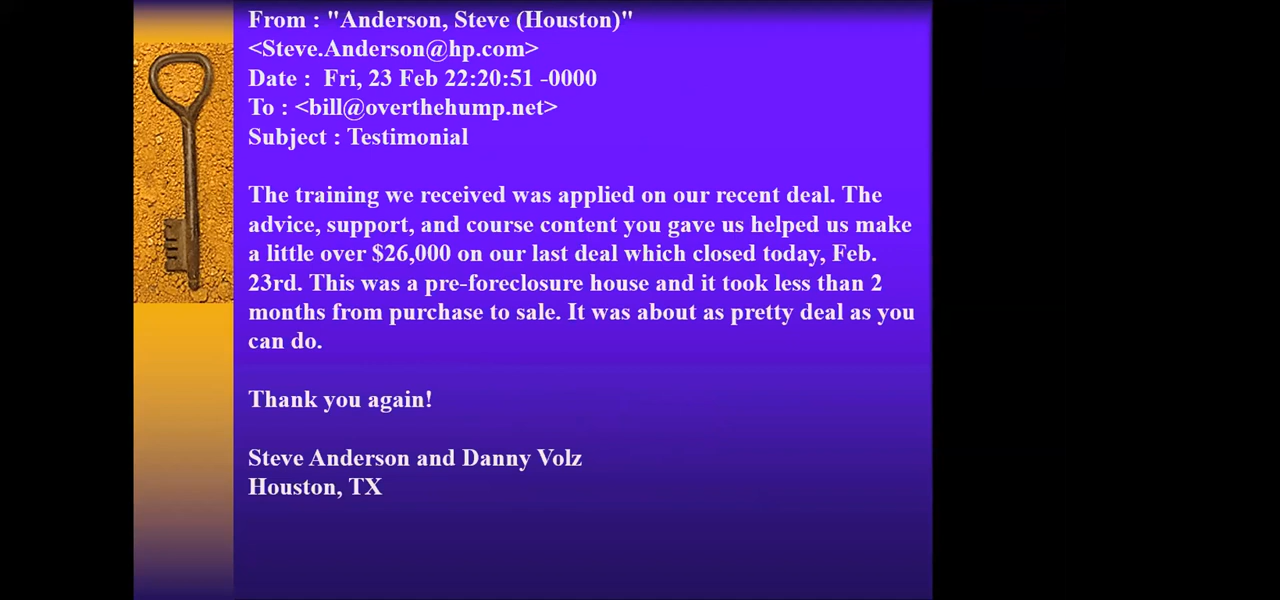 From : "Anderson, Steve (Houston)"
<Steve.Anderson@hp.com>
Date :  Fri, 23 Feb 22:20:51 -0000
To : <bill@overthehump.net>
Subject : Testimonial
The training we received was applied on our recent deal. The
advice, support, and course content you gave us helped us make
a little over $26,000 on our last deal which closed today, Feb.
23rd. This was a pre-foreclosure house and it took less than 2
months from purchase to sale. It was about as pretty deal as you
can do.
Thank you again!
Steve Anderson and Danny Volz
Houston, TX